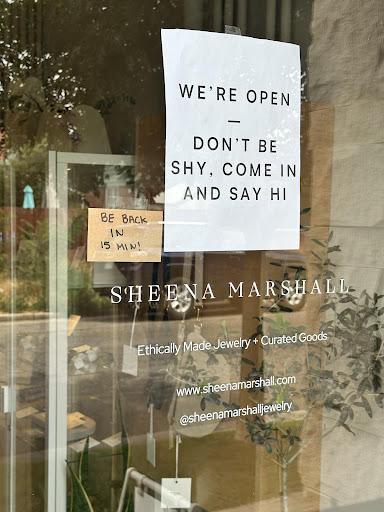 WE'RE OPEN
—
DON'T BE
SHY, COME IN
AND SAY HI
BE BACK
IN
15 MIN!
SHEENA MARSHALL
Ethically Made Jewelry + Curated Goods
www.sheenamarshall.com
@sheenamarshalljewelry